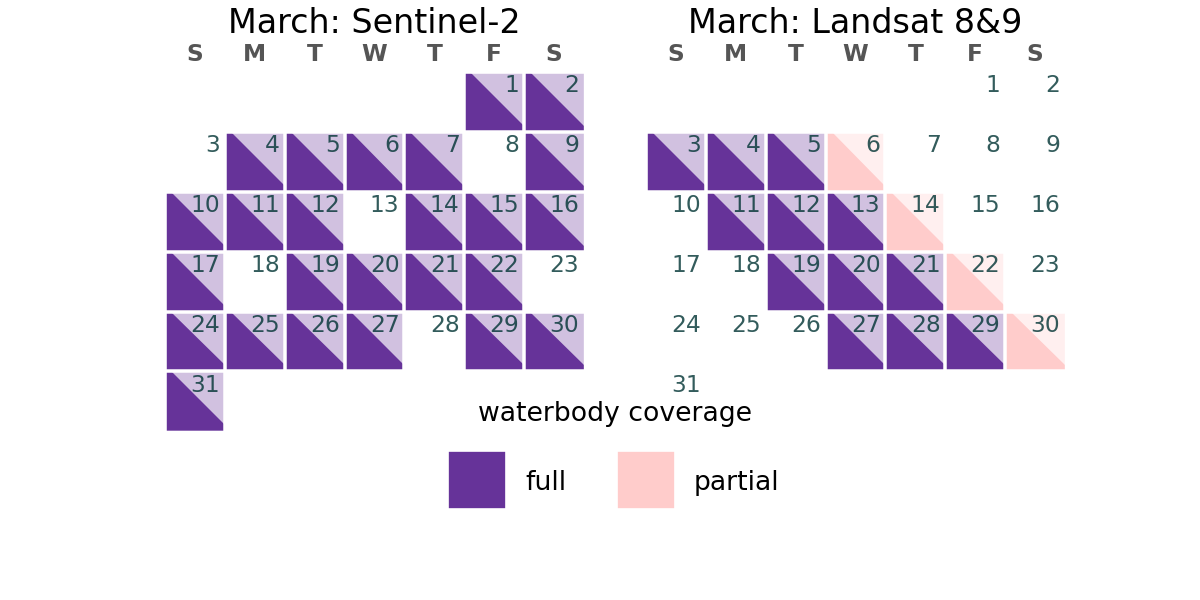 March: Sentinel-2
S M T W T F S
1 2
3 4 5 6 7 8 9
10 11 12 13 14 15 16
17 18 19 20 21 22 23
24 25 26 27 28 29 30
31
March: Landsat 8&9
S M T W T F S
1 2
3 4 5 6 7 8 9
10 11 12 13 14 15 16
17 18 19 20 21 22 23
24 25 26 27 28 29 30
31
waterbody coverage
full partial